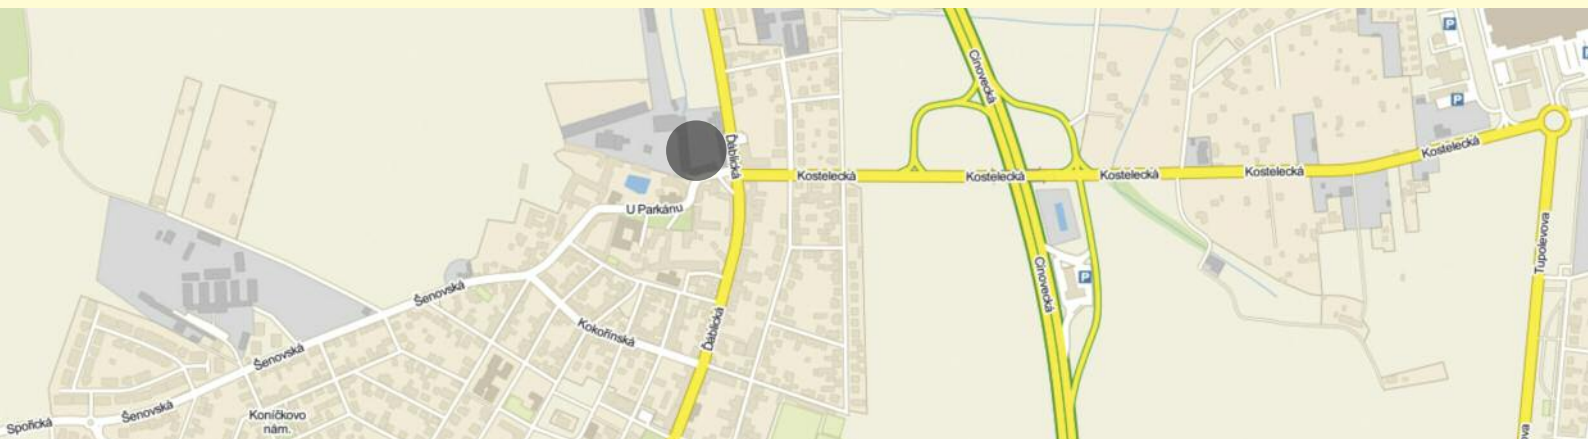 P
Cínovecká
P
Ďáblická
Kostelecká
Kostelecká
Kostelecká
Kostelecká
Kostelecká
U Parkánu
Tupolevova
Cínovecká
P
Šenovská
Kokořínská
Ďáblická
Šenovská
Šenovská
Koníčkovo
nám.
Spořická